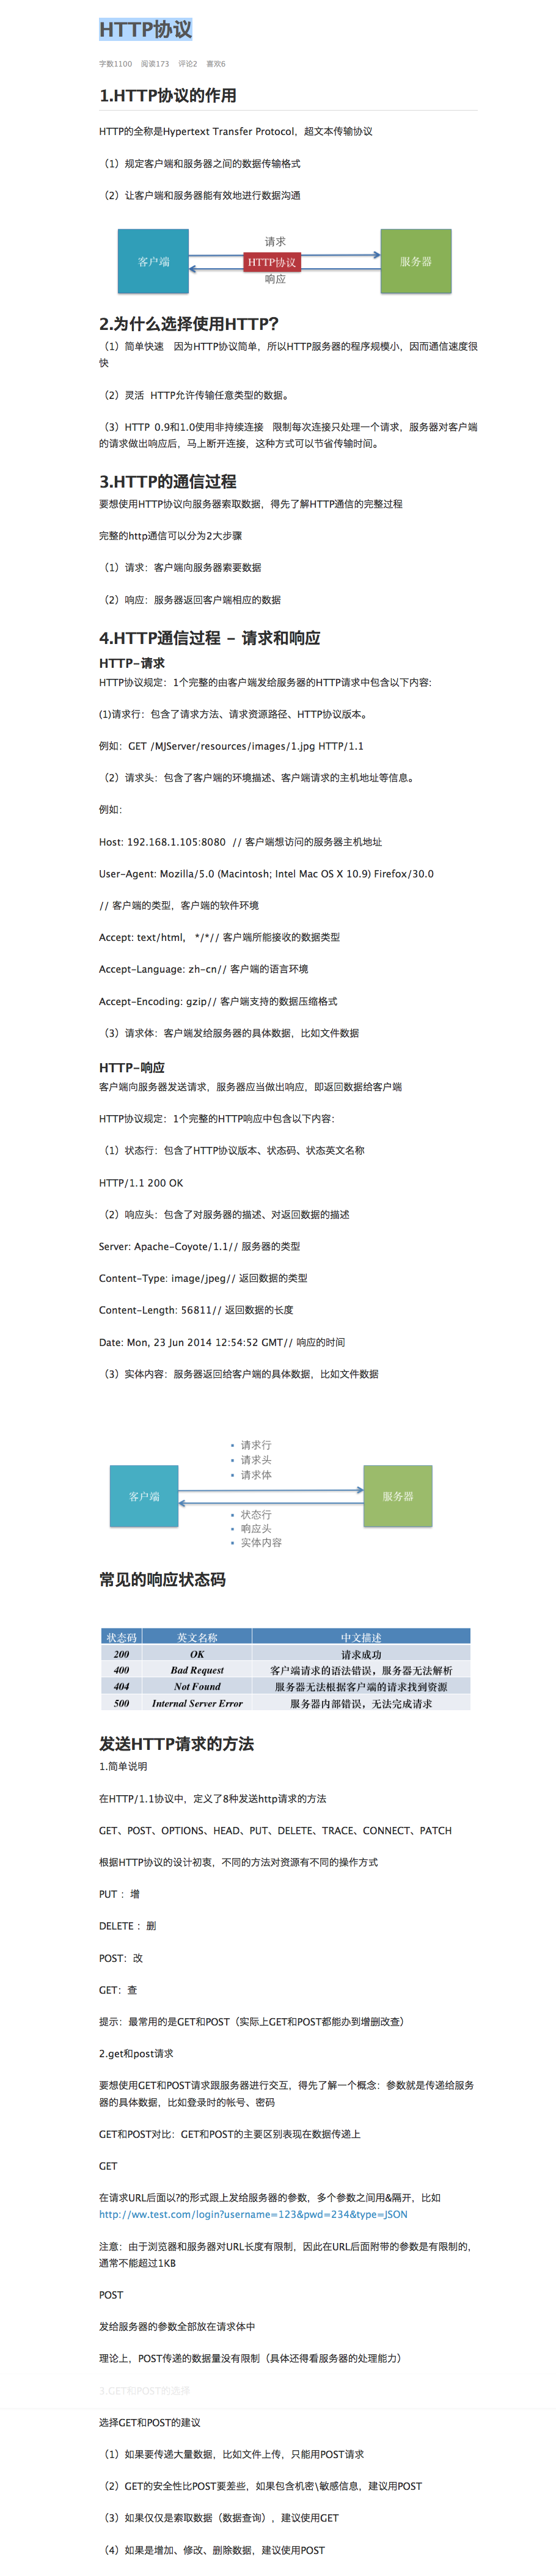 HTTP协议
字数1100 阅读173 评论2 喜欢6
1.HTTP协议的作用
HTTP的全称是Hypertext Transfer Protocol，超文本传输协议
（1）规定客户端和服务器之间的数据传输格式
（2）让客户端和服务器能有效地进行数据沟通
请求
客户端
HTTP协议
服务器
响应
2.为什么选择使用HTTP？
（1）简单快速 因为HTTP协议简单，所以HTTP服务器的程序规模小，因而通信速度很
快
（2）灵活 HTTP允许传输任意类型的数据。
（3）HTTP 0.9和1.0使用非持续连接 限制每次连接只处理一个请求，服务器对客户端
的请求做出响应后，马上断开连接，这种方式可以节省传输时间。
3.HTTP的通信过程
要想使用HTTP协议向服务器索取数据，得先了解HTTP通信的完整过程
完整的http通信可以分为2大步骤
（1）请求：客户端向服务器索要数据
（2）响应：服务器返回客户端相应的数据
4.HTTP通信过程 - 请求和响应
HTTP-请求
HTTP协议规定：1个完整的由客户端发给服务器的HTTP请求中包含以下内容:
(1)请求行：包含了请求方法、请求资源路径、HTTP协议版本。
例如：GET /MJServer/resources/images/1.jpg HTTP/1.1
（2）请求头：包含了客户端的环境描述、客户端请求的主机地址等信息。
例如：
Host: 192.168.1.105:8080 // 客户端想访问的服务器主机地址
User-Agent: Mozilla/5.0 (Macintosh; Intel Mac OS X 10.9) Firefox/30.0
// 客户端的类型，客户端的软件环境
Accept: text/html， */*// 客户端所能接收的数据类型
Accept-Language: zh-cn// 客户端的语言环境
Accept-Encoding: gzip// 客户端支持的数据压缩格式
（3）请求体：客户端发给服务器的具体数据，比如文件数据
HTTP-响应
客户端向服务器发送请求，服务器应当做出响应，即返回数据给客户端
HTTP协议规定：1个完整的HTTP响应中包含以下内容：
（1）状态行：包含了HTTP协议版本、状态码、状态英文名称
HTTP/1.1 200 OK
（2）响应头：包含了对服务器的描述、对返回数据的描述
Server: Apache-Coyote/1.1// 服务器的类型
Content-Type: image/jpeg// 返回数据的类型
Content-Length: 56811// 返回数据的长度
Date: Mon, 23 Jun 2014 12:54:52 GMT// 响应的时间
（3）实体内容：服务器返回给客户端的具体数据，比如文件数据
▪ 请求行
▪ 请求头
▪ 请求体
客户端
服务器
▪ 状态行
▪ 响应头
▪ 实体内容
常见的响应状态码
状态码 英文名称 中文描述
200 OK 请求成功
400 Bad Request 客户端请求的语法错误，服务器无法解析
404 Not Found 服务器无法根据客户端的请求找到资源
500 Internal Server Error 服务器内部错误，无法完成请求
发送HTTP请求的方法
1.简单说明
在HTTP/1.1协议中，定义了8种发送http请求的方法
GET、POST、OPTIONS、HEAD、PUT、DELETE、TRACE、CONNECT、PATCH
根据HTTP协议的设计初衷，不同的方法对资源有不同的操作方式
PUT ：增
DELETE ：删
POST：改
GET：查
提示：最常用的是GET和POST（实际上GET和POST都能办到增删改查）
2.get和post请求
要想使用GET和POST请求跟服务器进行交互，得先了解一个概念：参数就是传递给服务
器的具体数据，比如登录时的帐号、密码
GET和POST对比：GET和POST的主要区别表现在数据传递上
GET
在请求URL后面以?的形式跟上发给服务器的参数，多个参数之间用&隔开，比如
http://ww.test.com/login?username=123&pwd=234&type=JSON
注意：由于浏览器和服务器对URL长度有限制，因此在URL后面附带的参数是有限制的，
通常不能超过1KB
POST
发给服务器的参数全部放在请求体中
理论上，POST传递的数据量没有限制（具体还得看服务器的处理能力）
3.GET和POST的选择
选择GET和POST的建议
（1）如果要传递大量数据，比如文件上传，只能用POST请求
（2）GET的安全性比POST要差些，如果包含机密\敏感信息，建议用POST
（3）如果仅仅是索取数据（数据查询），建议使用GET
（4）如果是增加、修改、删除数据，建议使用POST